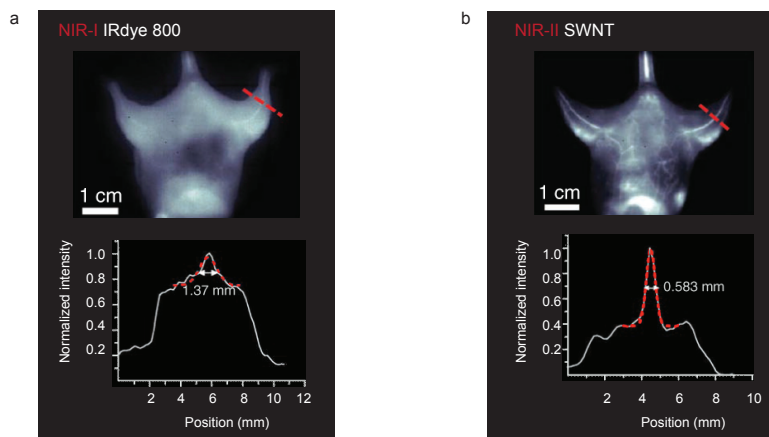 a
NIR-I IRdye 800
1 cm
Normalized intensity
1.0
0.8
0.6
0.4
0.2
1.37 mm
2 4 6 8 10 12
Position (mm)
b
NIR-II SWNT
1 cm
Normalized intensity
1.0
0.8
0.6
0.4
0.2
0.583 mm
0 2 4 6 8 10
Position (mm)